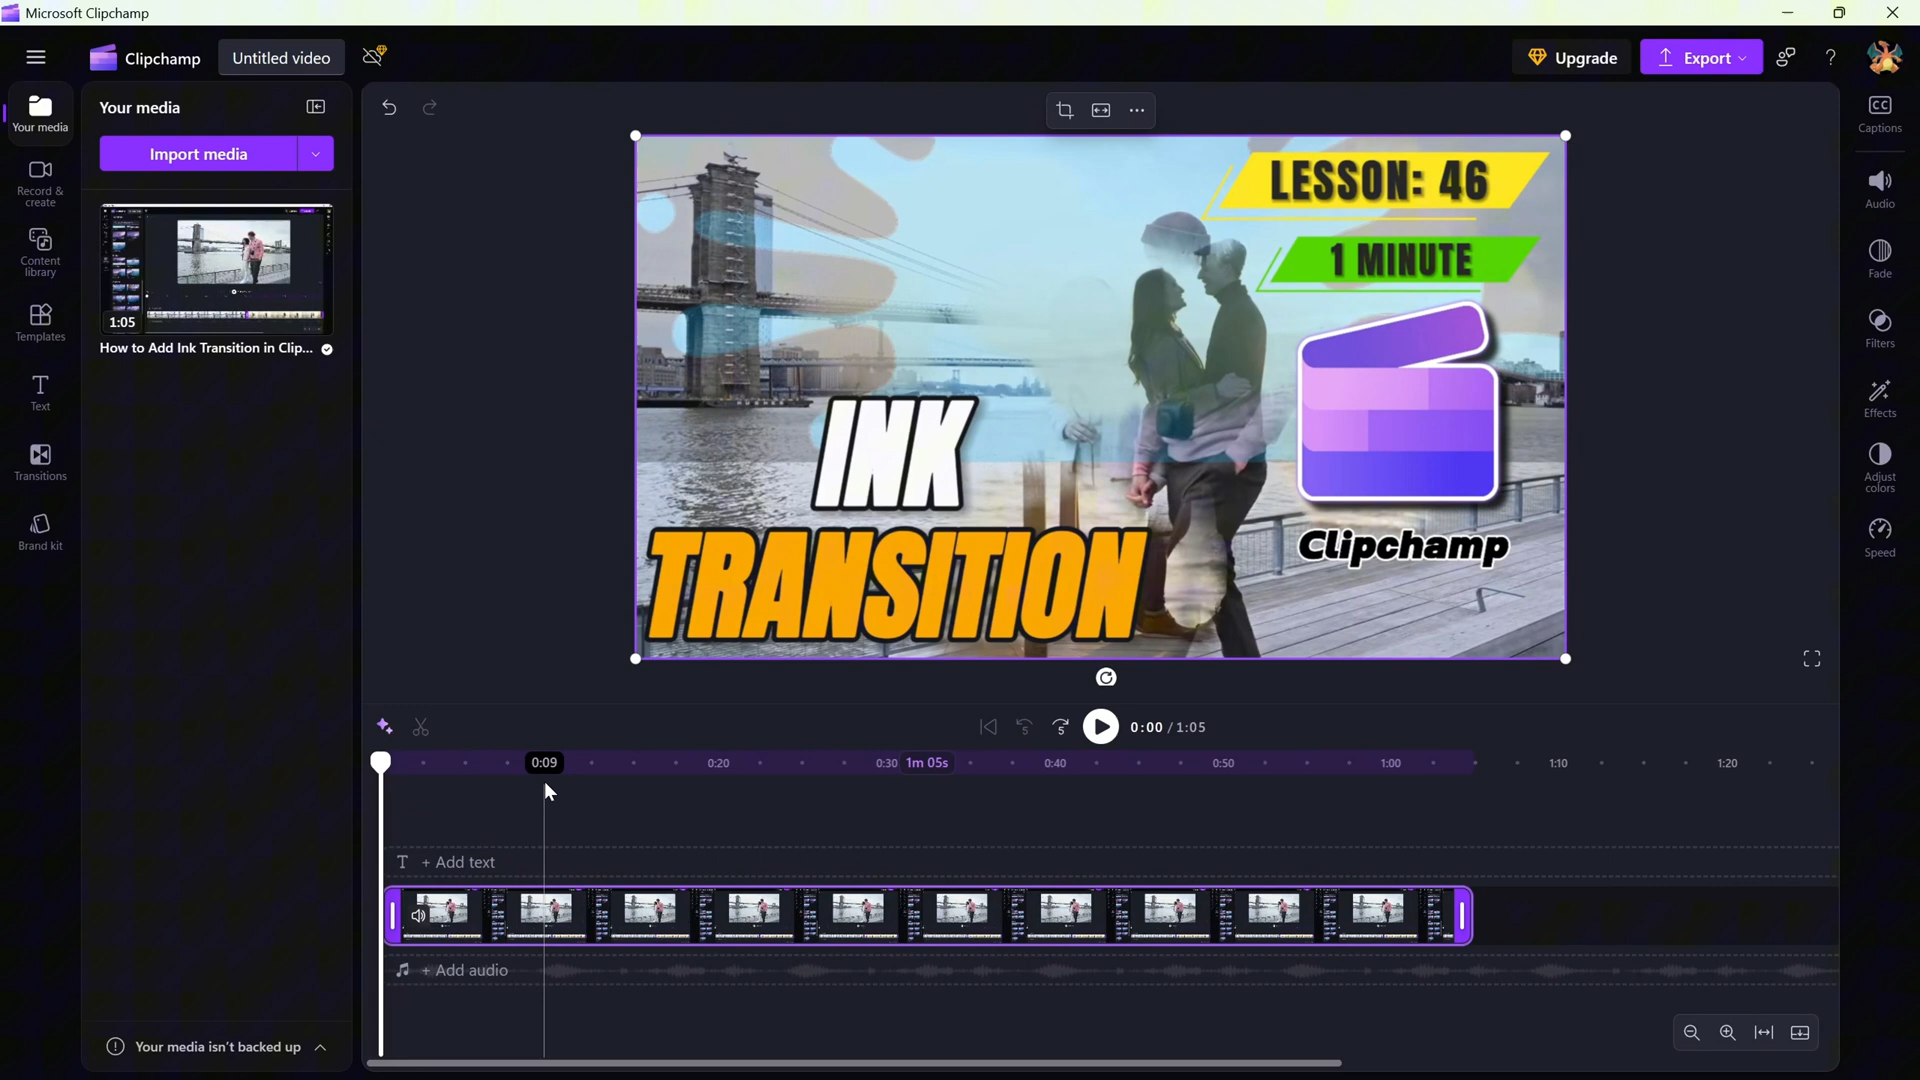 Microsoft Clipchamp
Clipchamp
Untitled video
Upgrade
Export
?
Your media
Record &
create
Content
library
Templates
Text
Transitions
Brand kit
Your media
Import media
1:05
How to Add Ink Transition in Clip...
Your media isn't backed up
LESSON: 46
1 MINUTE
INK
TRANSITION
Clipchamp
CC
Captions
Audio
Fade
Filters
Effects
Adjust
colors
Speed
5
5
0:00 / 1:05
0:09
0:20
0:30
1m 05s
0:40
0:50
1:00
1:10
1:20
T + Add text
+ Add audio